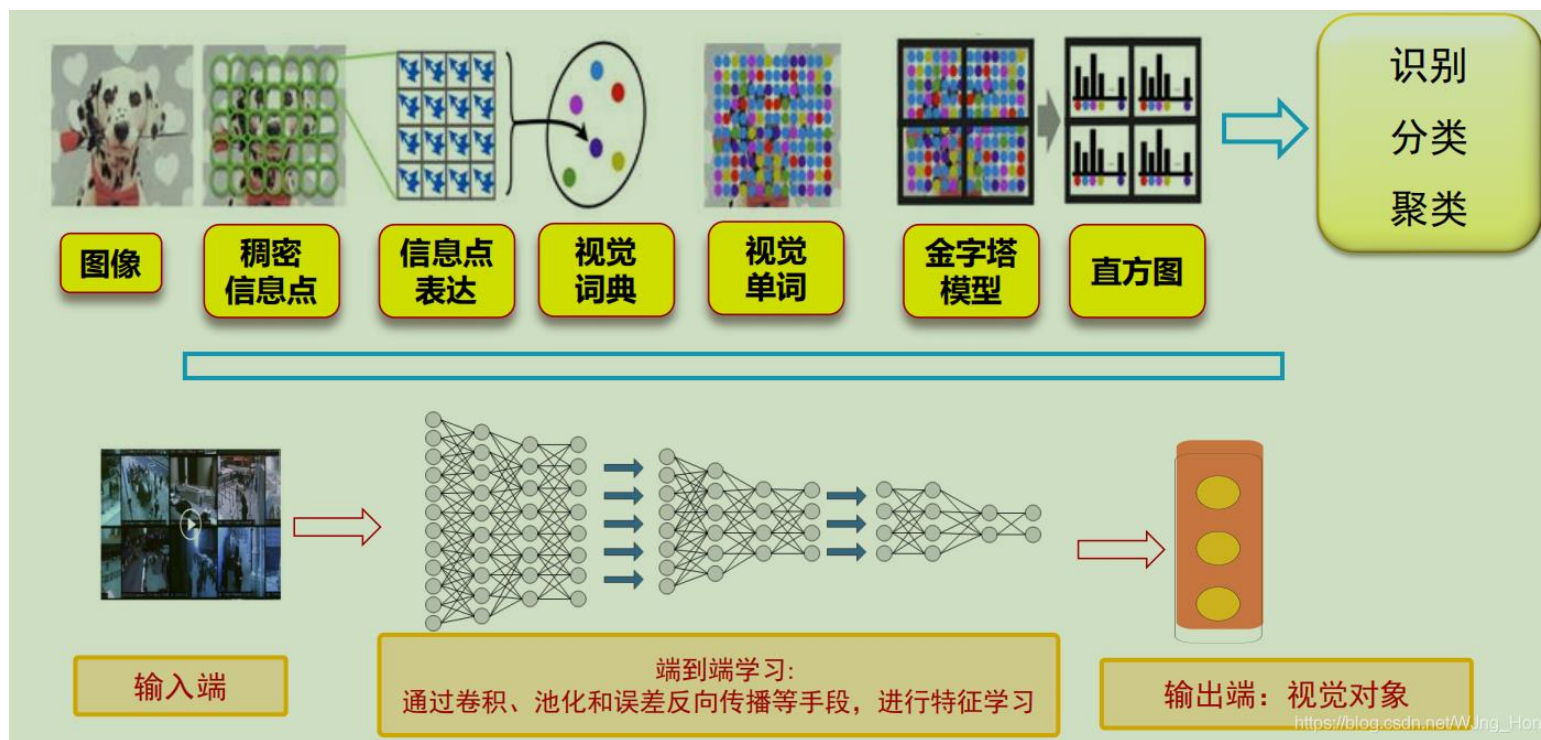 识别
分类
聚类
图像
稠密
信息点
信息点
表达
视觉
词典
视觉
单词
金字塔
模型
直方图
输入端
端到端学习:
通过卷积、池化和误差反向传播等手段，进行特征学习
输出端：视觉对象
https://blog.csdn.net/WJng_Hon